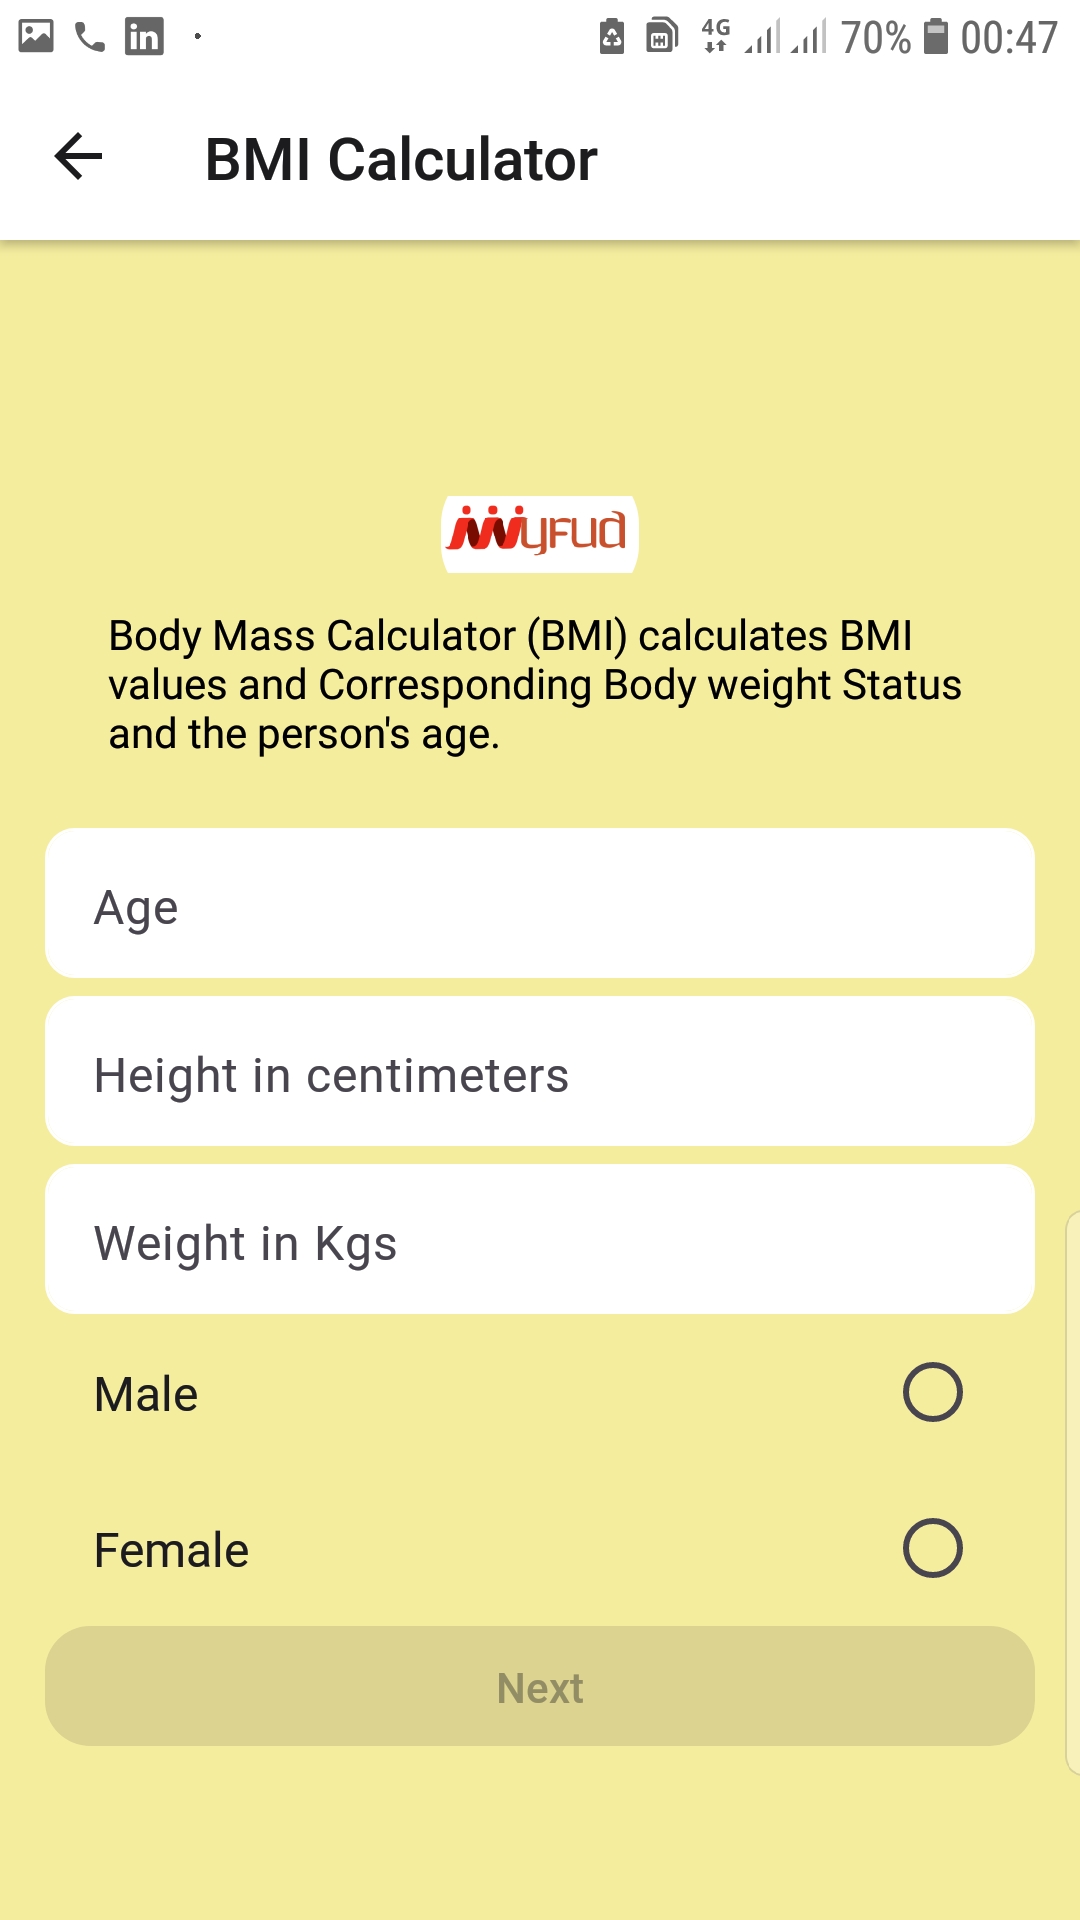 4G 70% 00:47
BMI Calculator
myFud
Body Mass Calculator (BMI) calculates BMI
values and Corresponding Body weight Status
and the person's age.
Age
Height in centimeters
Weight in Kgs
Male
Female
Next